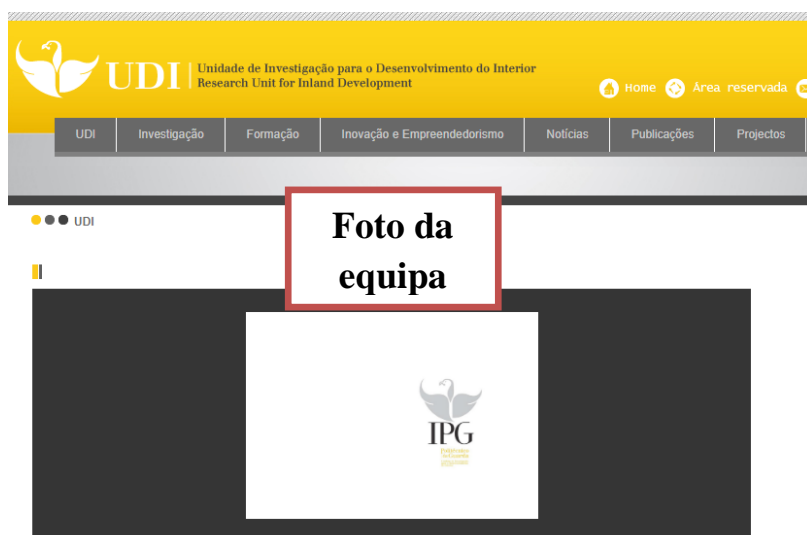 UDI
Unidade de Investigação para o Desenvolvimento do Interior
Research Unit for Inland Development
Home Área reservada
UDI Investigação Formação Inovação e Empreendedorismo Notícias Publicações Projectos
UDI
Foto da
equipa
IPG